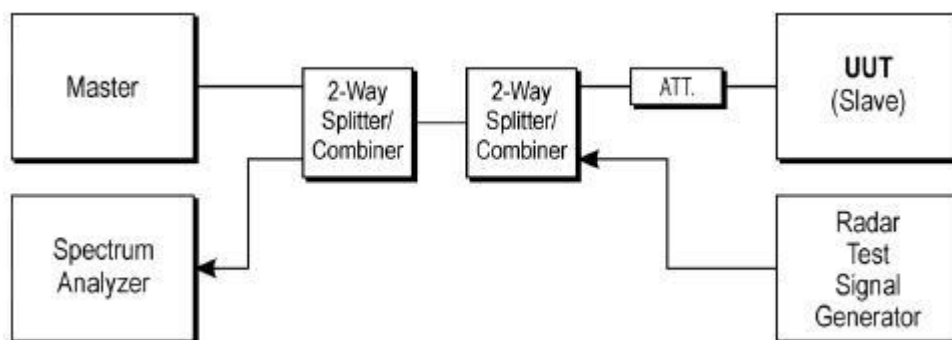 Master
2-Way
Splitter/
Combiner
2-Way
Splitter/
Combiner
ATT.
UUT
(Slave)
Spectrum
Analyzer
Radar
Test
Signal
Generator